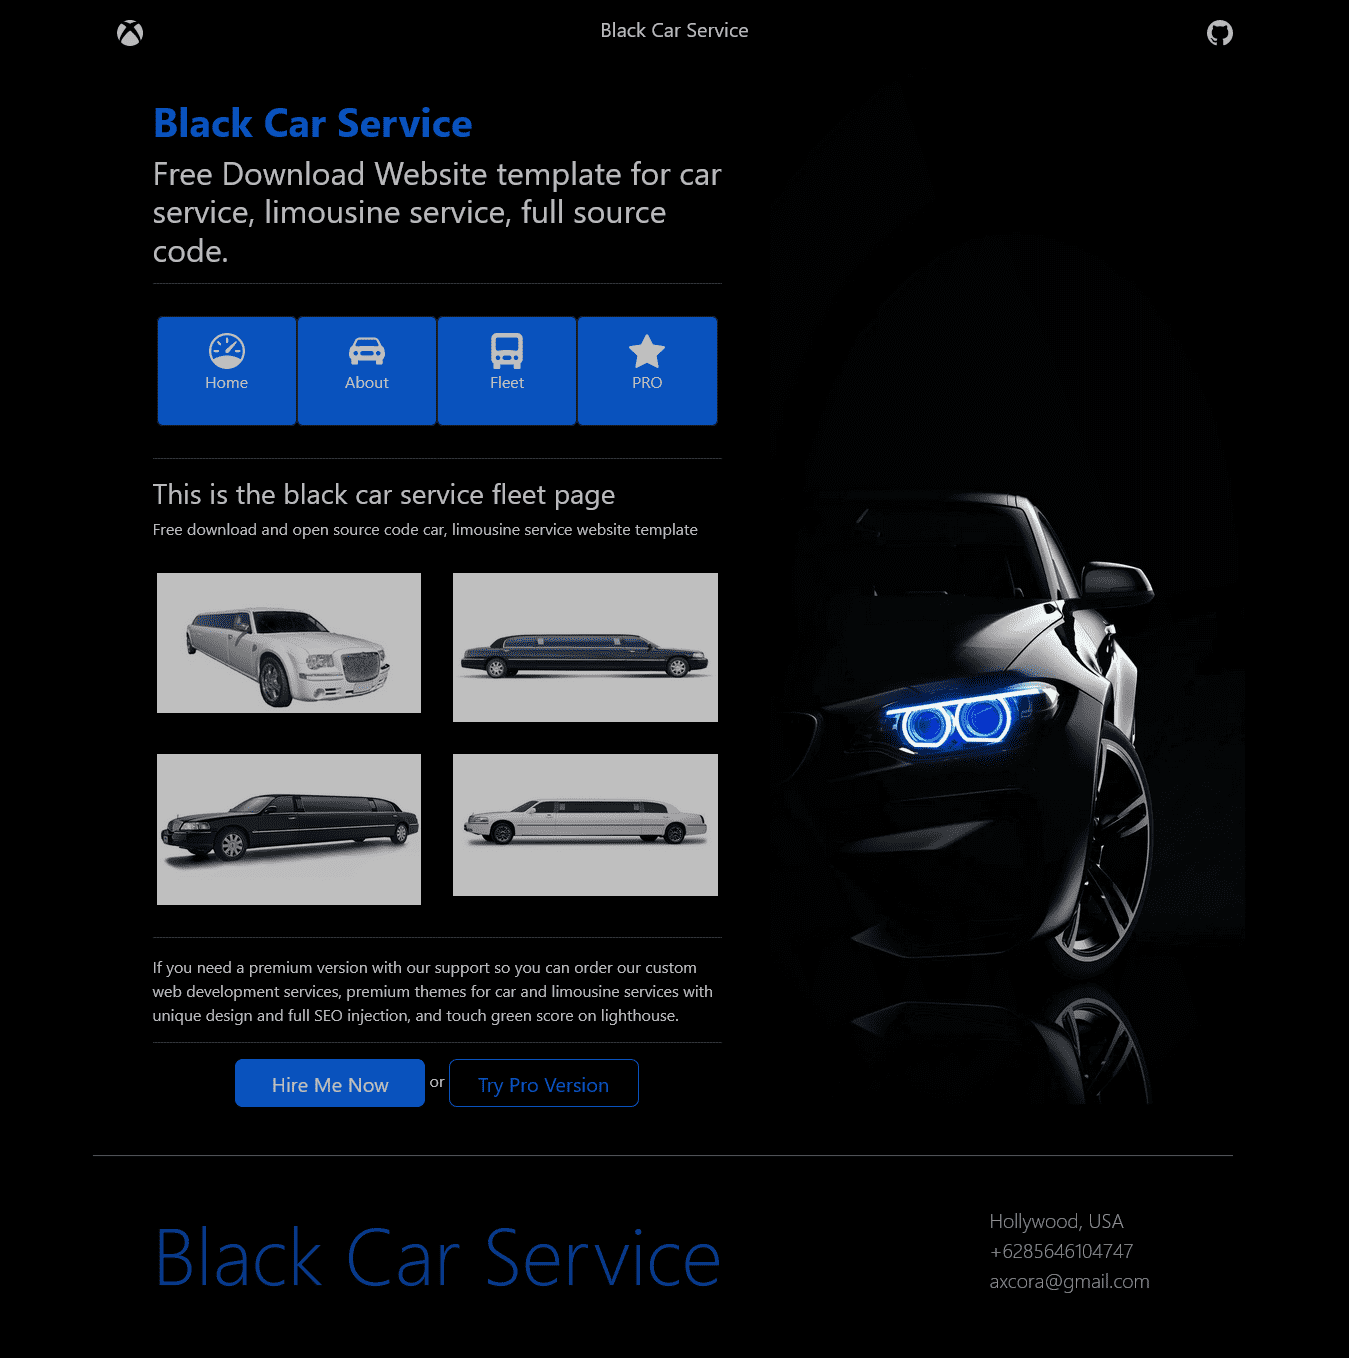 Black Car Service
Black Car Service
Free Download Website template for car
service, limousine service, full source
code.
Home
About
Fleet
PRO
This is the black car service fleet page
Free download and open source code car, limousine service website template
If you need a premium version with our support so you can order our custom
web development services, premium themes for car and limousine services with
unique design and full SEO injection, and touch green score on lighthouse.
Hire Me Now or Try Pro Version
Black Car Service
Hollywood, USA
+6285646104747
axcora@gmail.com